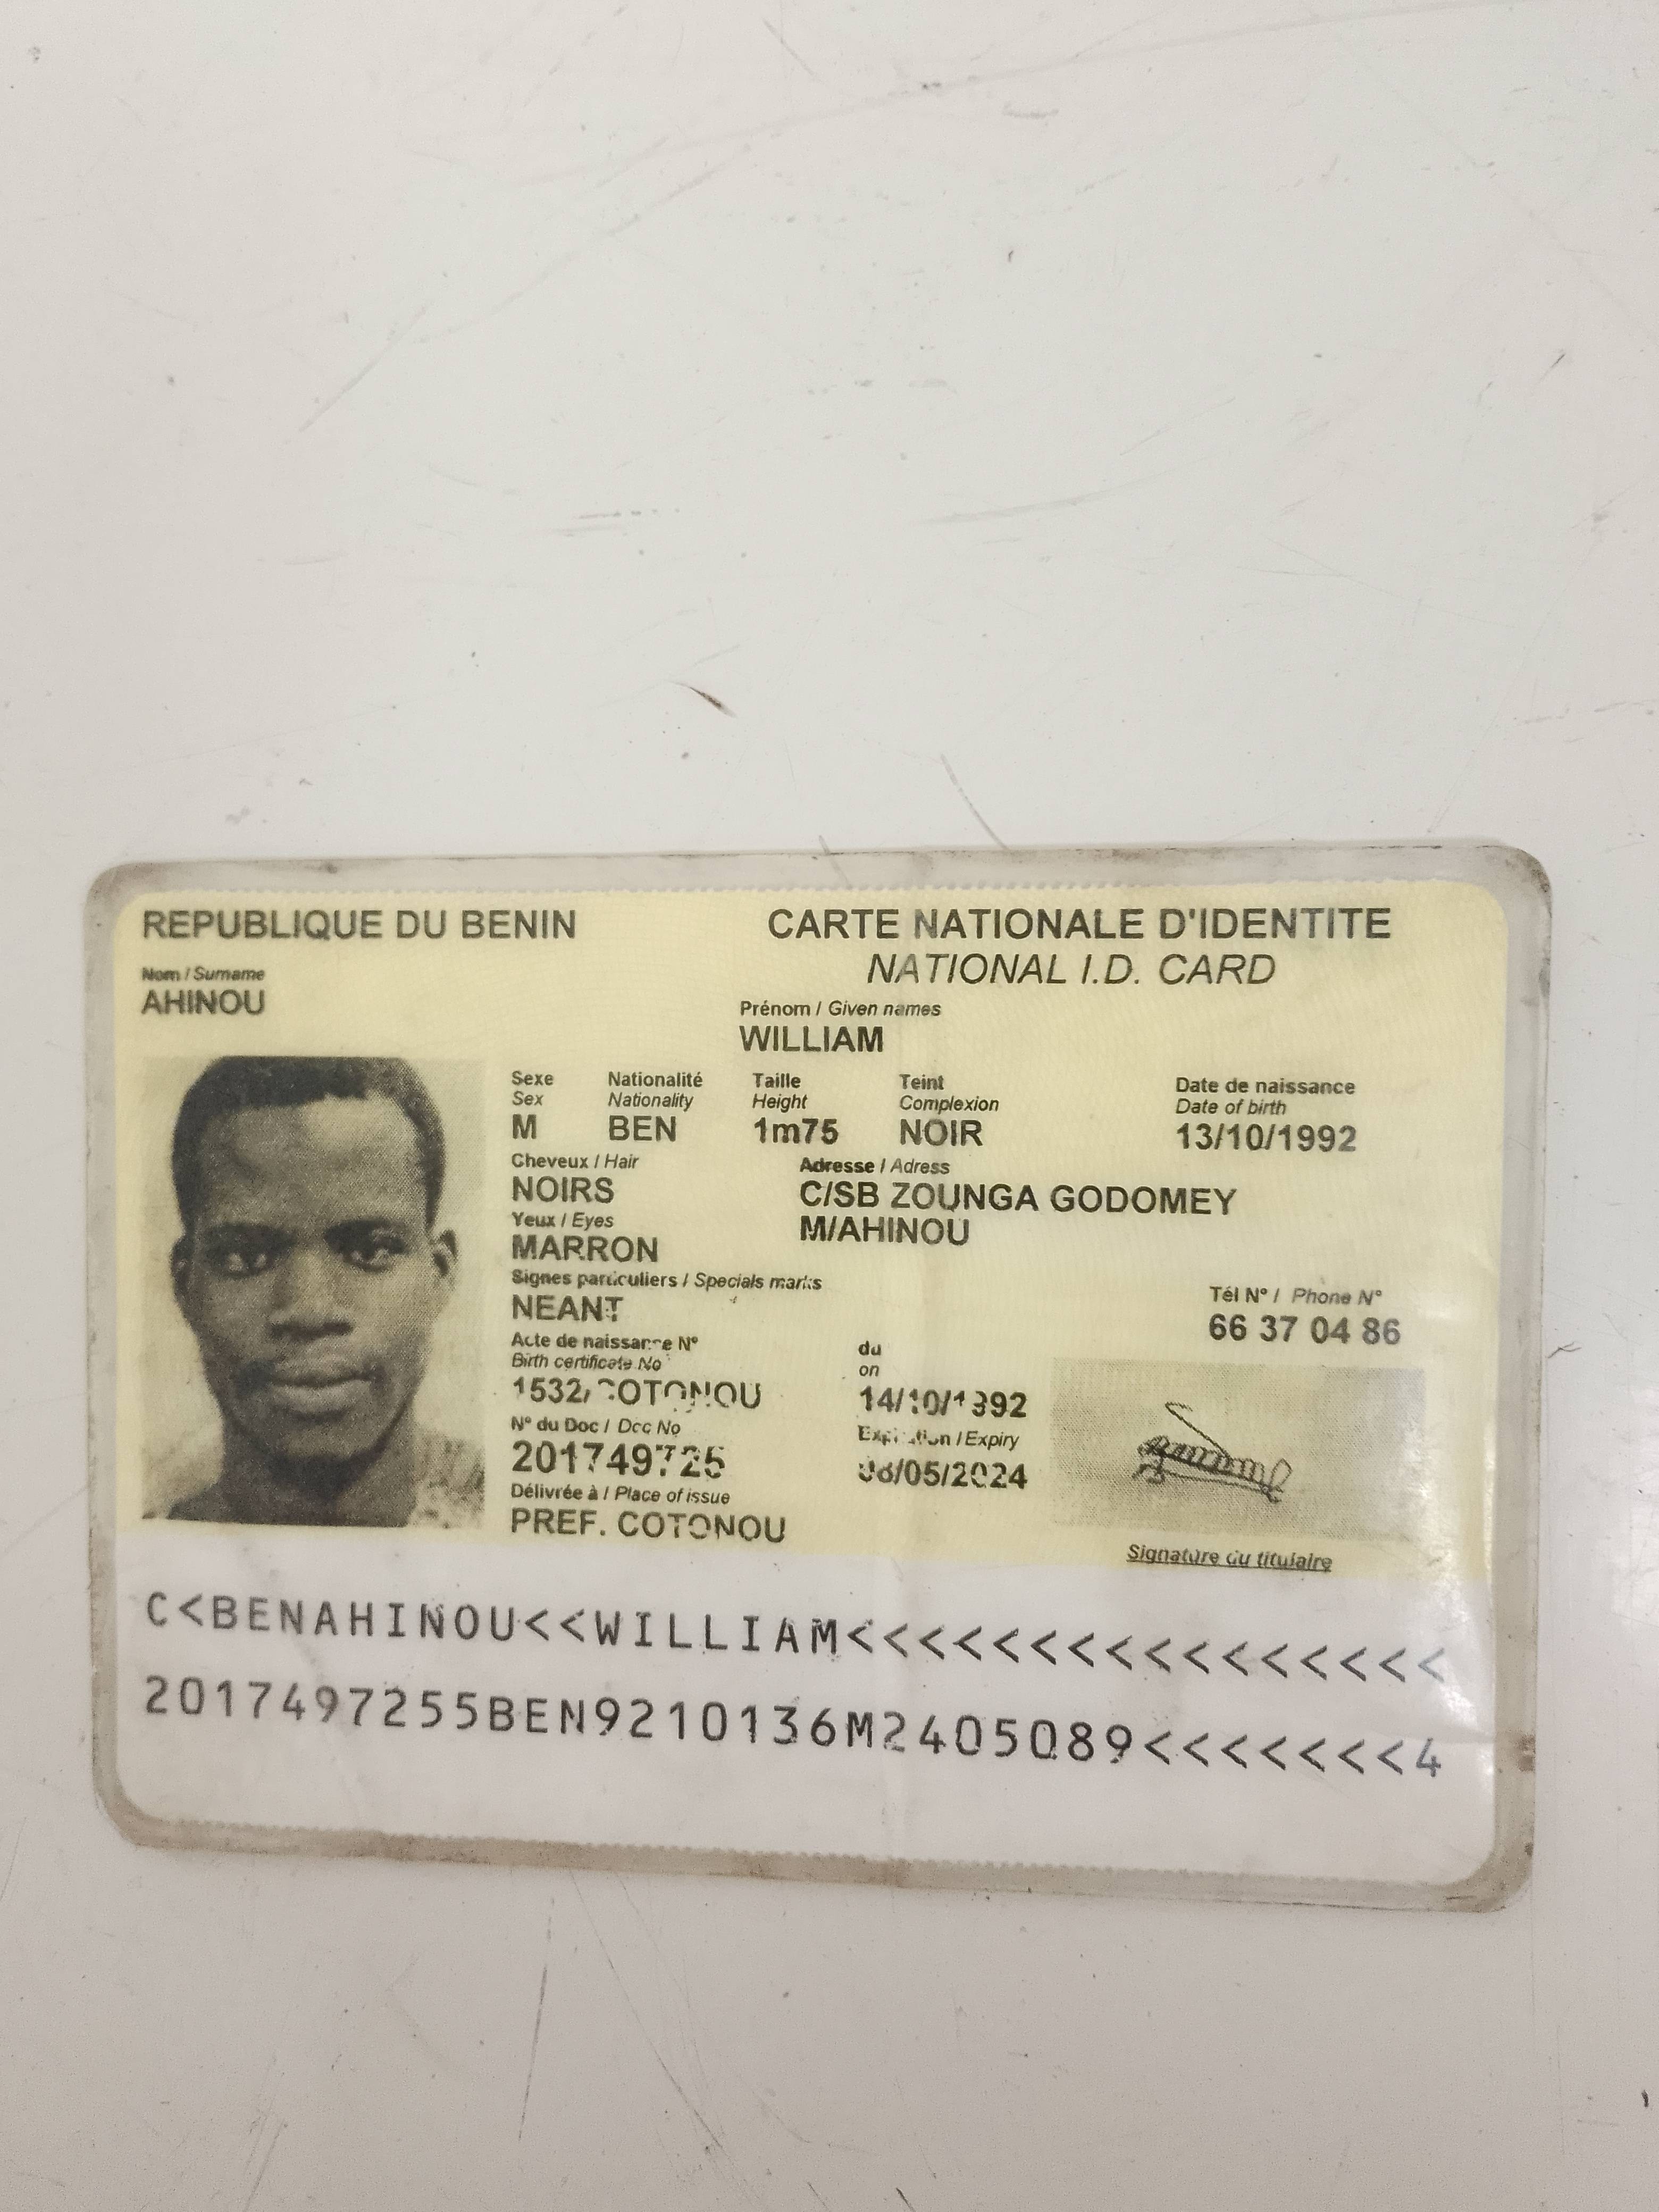 REPUBLIQUE DU BENIN
CARTE NATIONALE D'IDENTITE
NATIONAL I.D. CARD
Nom / Surname
AHINOU
Prénom / Given names
WILLIAM
Sexe Nationalité Taille Teint Date de naissance
Sex Nationality Height Complexion Date of birth
M BEN 1m75 NOIR 13/10/1992
Cheveux / Hair Adresse / Adress
NOIRS C/SB ZOUNGA GODOMEY
Yeux / Eyes M/AHINOU
MARRON
Signes particuliers / Specials marks
NEANT
Tél N° / Phone N°
66 37 04 86
Acte de naissance N° du
Birth certificate No on
1532/COTONOU 14/10/1992
N° du Doc / Doc No Expiration / Expiry
201749725 08/05/2024
Délivrée à / Place of issue
PREF. COTONOU
Signature du titulaire
C<BENAHINOU<<WILLIAM<<<<<<<<<<<<<<<<
2017497255BEN9210136M2405089<<<<<<<4